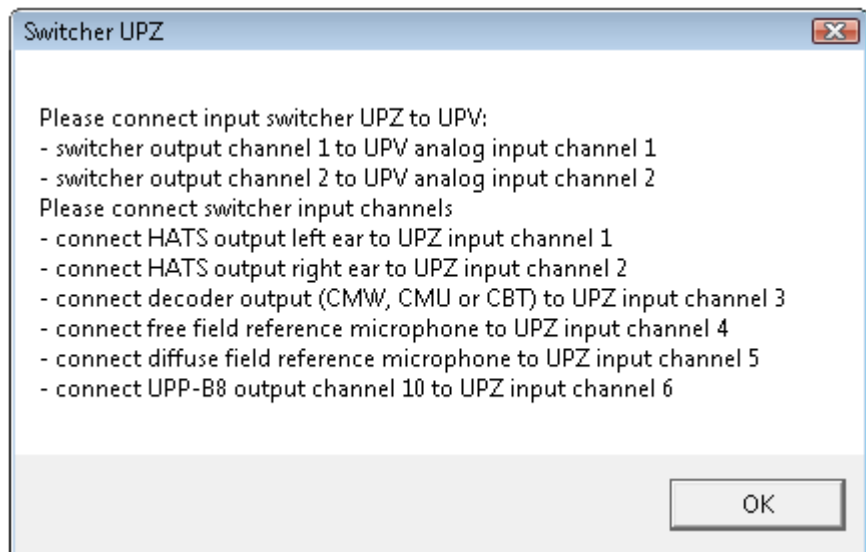 Switcher UPZ
Please connect input switcher UPZ to UPV:
- switcher output channel 1 to UPV analog input channel 1
- switcher output channel 2 to UPV analog input channel 2
Please connect switcher input channels
- connect HATS output left ear to UPZ input channel 1
- connect HATS output right ear to UPZ input channel 2
- connect decoder output (CMW, CMU or CBT) to UPZ input channel 3
- connect free field reference microphone to UPZ input channel 4
- connect diffuse field reference microphone to UPZ input channel 5
- connect UPP-B8 output channel 10 to UPZ input channel 6
OK